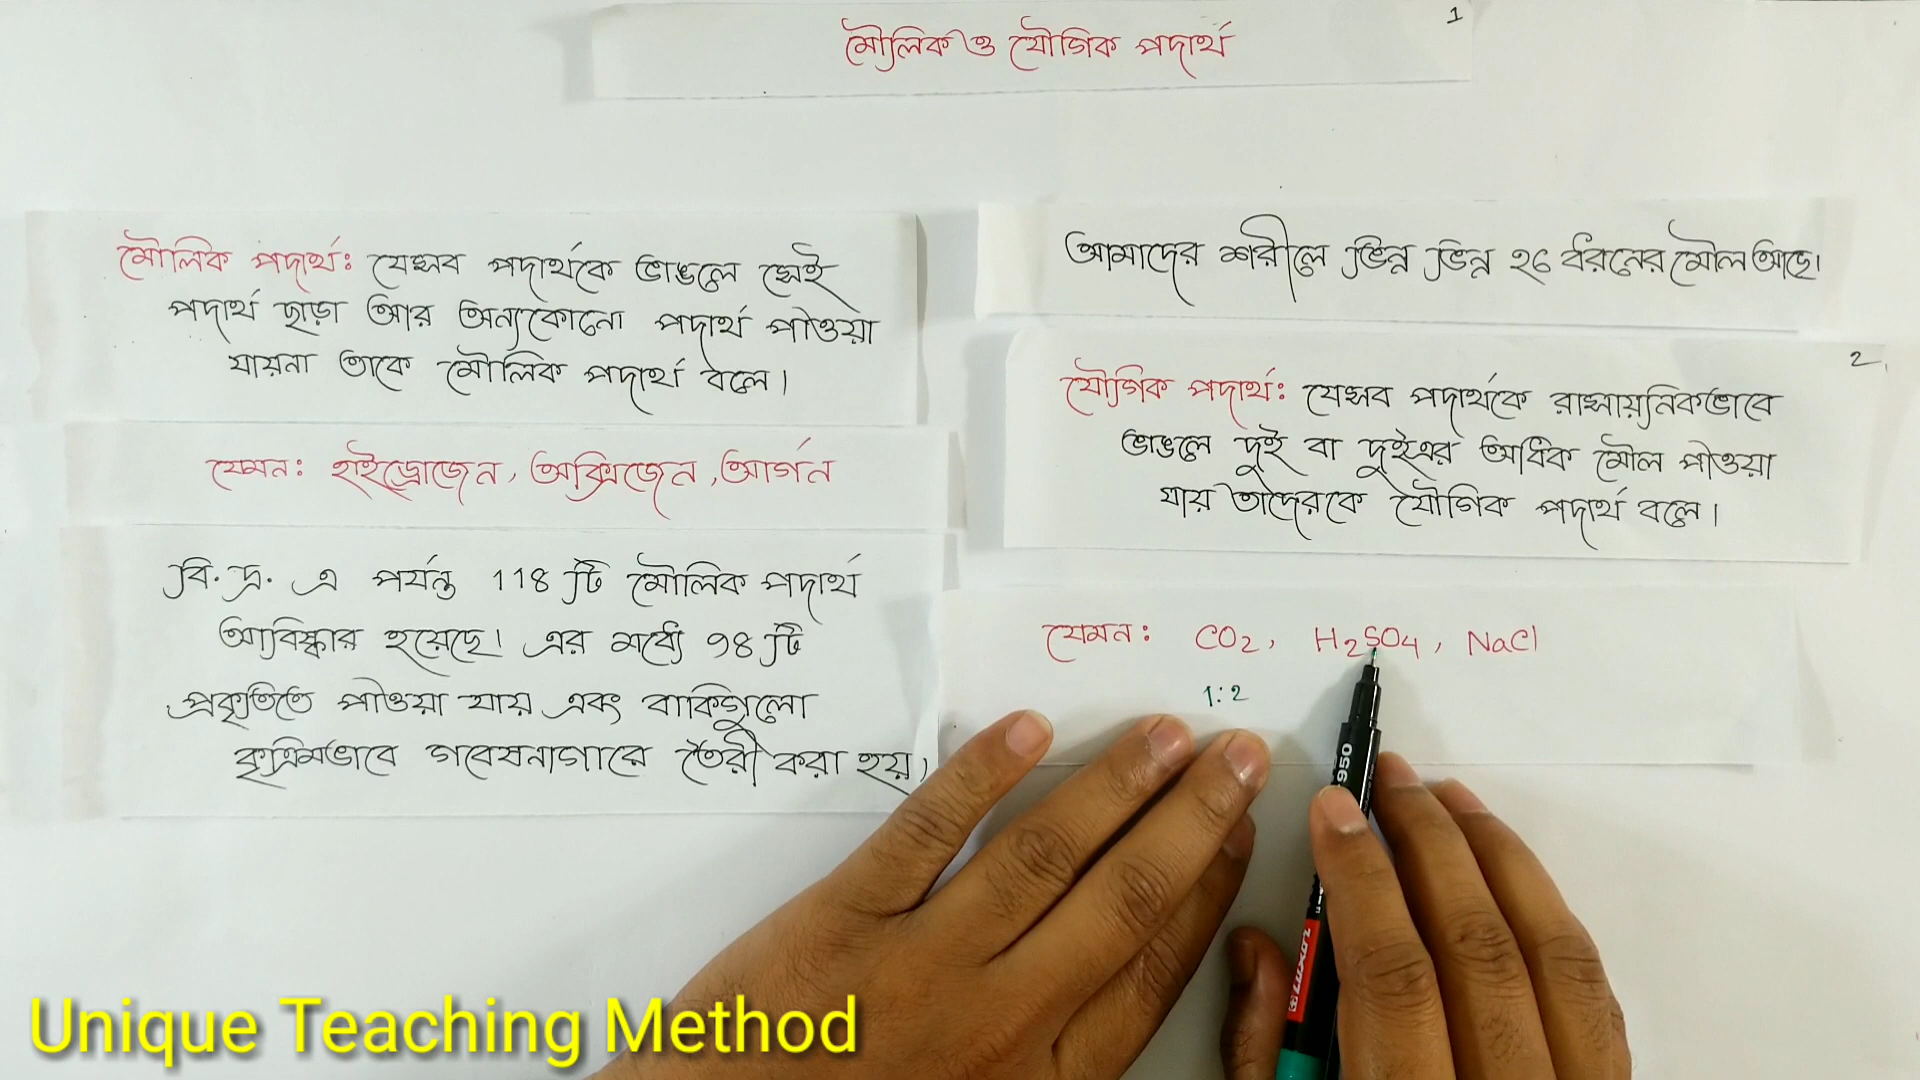 মৌলিক ও যৌগিক পদার্থ
1
মৌলিক পদার্থঃ যেসব পদার্থকে ভাঙলে সেই
পদার্থ ছাড়া আর অন্যকোনো পদার্থ পাওয়া
যায়না তাকে মৌলিক পদার্থ বলে।
যেমনঃ হাইড্রোজেন, অক্সিজেন, আর্গন
বি.দ্র. এ পর্যন্ত 118 টি মৌলিক পদার্থ
আবিষ্কার হয়েছে। এর মধ্যে ৯৪ টি
প্রকৃতিতে পাওয়া যায় এবং বাকিগুলো
কৃত্রিমভাবে গবেষনাগারে তৈরী করা হয়।
আমাদের শরীলে ভিন্ন ভিন্ন ২৬ ধরনের মৌল আছে।
2
যৌগিক পদার্থঃ যেসব পদার্থকে রাসায়নিকভাবে
ভাঙলে দুই বা দুইএর অধিক মৌল পাওয়া
যায় তাদেরকে যৌগিক পদার্থ বলে।
যেমনঃ CO2, H2SO4, NaCl
1:2
950
Unique Teaching Method